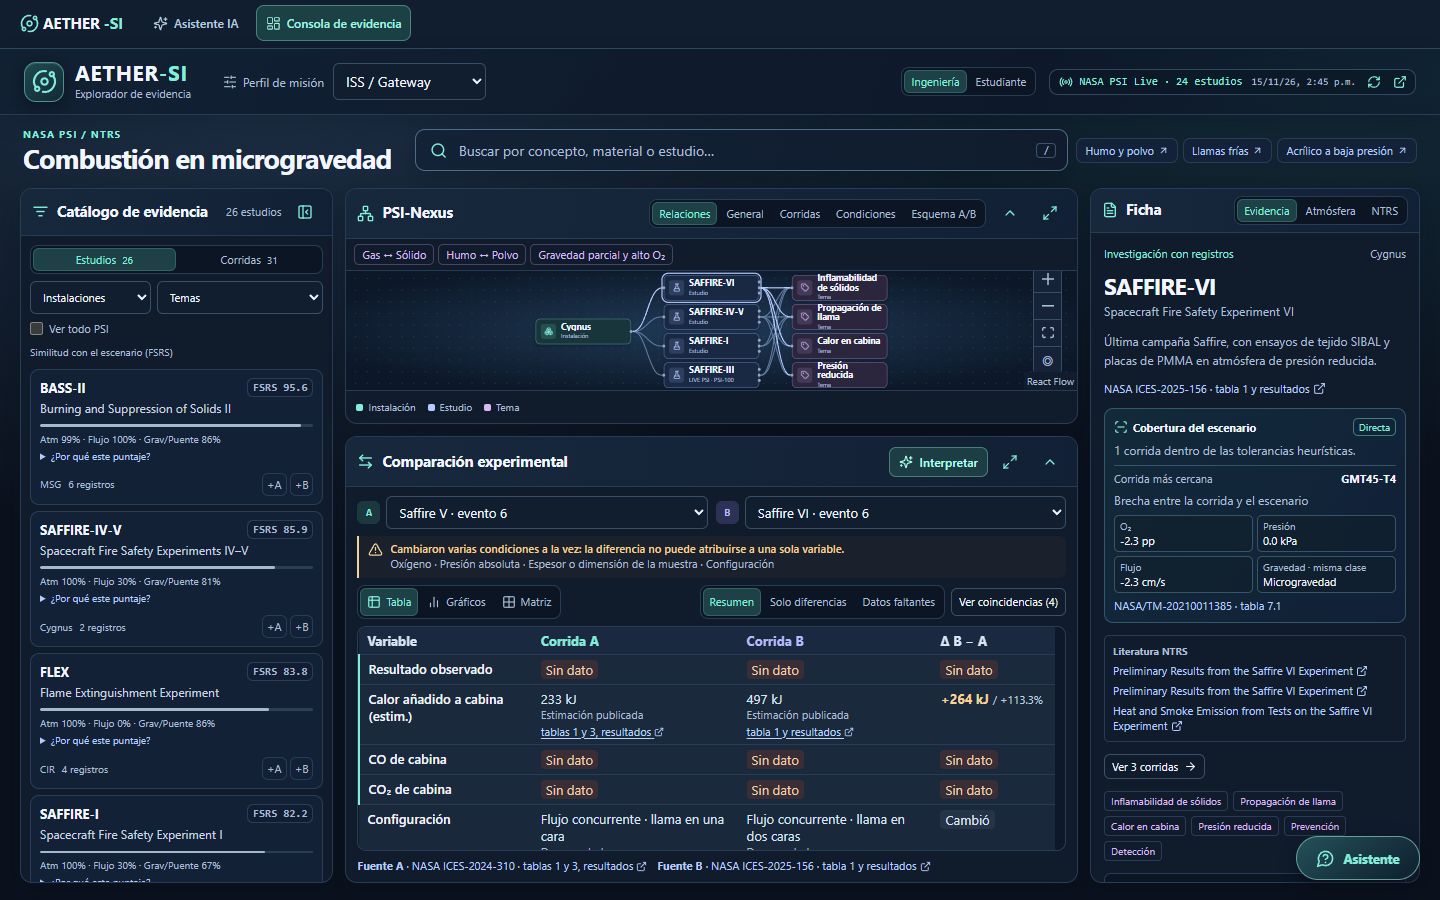 AETHER-SI
Asistente IA
Consola de evidencia
AETHER-SI
Explorador de evidencia
Perfil de misión
ISS / Gateway
Ingeniería
Estudiante
NASA PSI Live · 24 estudios
15/11/26, 2:45 p.m.
NASA PSI / NTRS
Combustión en microgravedad
Buscar por concepto, material o estudio...
/
Humo y polvo ↗
Llamas frías ↗
Acrílico a baja presión ↗
Catálogo de evidencia
26 estudios
Estudios 26
Corridas 31
Instalaciones
Temas
Ver todo PSI
Similitud con el escenario (FSRS)
BASS-II
FSRS 95.6
Burning and Suppression of Solids II
Atm 99% · Flujo 100% · Grav/Puente 86%
¿Por qué este puntaje?
MSG 6 registros
+A
+B
SAFFIRE-IV-V
FSRS 85.9
Spacecraft Fire Safety Experiments IV–V
Atm 100% · Flujo 30% · Grav/Puente 81%
¿Por qué este puntaje?
Cygnus 2 registros
+A
+B
FLEX
FSRS 83.8
Flame Extinguishment Experiment
Atm 100% · Flujo 0% · Grav/Puente 86%
¿Por qué este puntaje?
CIR 4 registros
+A
+B
SAFFIRE-I
FSRS 82.2
Spacecraft Fire Safety Experiment I
Atm 100% · Flujo 30% · Grav/Puente 67%
PSI-Nexus
Relaciones
General
Corridas
Condiciones
Esquema A/B
Gas ↔ Sólido
Humo ↔ Polvo
Gravedad parcial y alto O₂
Cygnus
Instalación
SAFFIRE-VI
Estudio
SAFFIRE-IV-V
Estudio
SAFFIRE-I
Estudio
SAFFIRE-III
LIVE PSI · PSI-100
Inflamabilidad
de sólidos
Tema
Propagación de
llama
Tema
Calor en cabina
Tema
Presión
reducida
Tema
React Flow
Instalación
Estudio
Tema
Comparación experimental
Interpretar
A
Saffire V · evento 6
B
Saffire VI · evento 6
Cambiaron varias condiciones a la vez: la diferencia no puede atribuirse a una sola variable.
Oxígeno · Presión absoluta · Espesor o dimensión de la muestra · Configuración
Tabla
Gráficos
Matriz
Resumen
Solo diferencias
Datos faltantes
Ver coincidencias (4)
Variable
Corrida A
Corrida B
Δ B – A
Resultado observado
Sin dato
Sin dato
Sin dato
Calor añadido a cabina
(estim.)
233 kJ
Estimación publicada
tablas 1 y 3, resultados
497 kJ
Estimación publicada
tabla 1 y resultados
+264 kJ / +113.3%
CO de cabina
Sin dato
Sin dato
Sin dato
CO₂ de cabina
Sin dato
Sin dato
Sin dato
Configuración
Flujo concurrente · llama en una
cara
Flujo concurrente · llama en
dos caras
Cambió
Fuente A · NASA ICES-2024-310 · tablas 1 y 3, resultados
Fuente B · NASA ICES-2025-156 · tabla 1 y resultados
Ficha
Evidencia
Atmósfera
NTRS
Investigación con registros
Cygnus
SAFFIRE-VI
Spacecraft Fire Safety Experiment VI
Última campaña Saffire, con ensayos de tejido SIBAL y
placas de PMMA en atmósfera de presión reducida.
NASA ICES-2025-156 · tabla 1 y resultados
Cobertura del escenario
Directa
1 corrida dentro de las tolerancias heurísticas.
Corrida más cercana
GMT45-T4
Brecha entre la corrida y el escenario
O₂
-2.3 pp
Presión
0.0 kPa
Flujo
-2.3 cm/s
Gravedad · misma clase
Microgravedad
NASA/TM-20210011385 · tabla 7.1
Literatura NTRS
Preliminary Results from the Saffire VI Experiment
Preliminary Results from the Saffire VI Experiment
Heat and Smoke Emission from Tests on the Saffire VI
Experiment
Ver 3 corridas →
Inflamabilidad de sólidos
Propagación de llama
Calor en cabina
Presión reducida
Prevención
Detección
Asistente